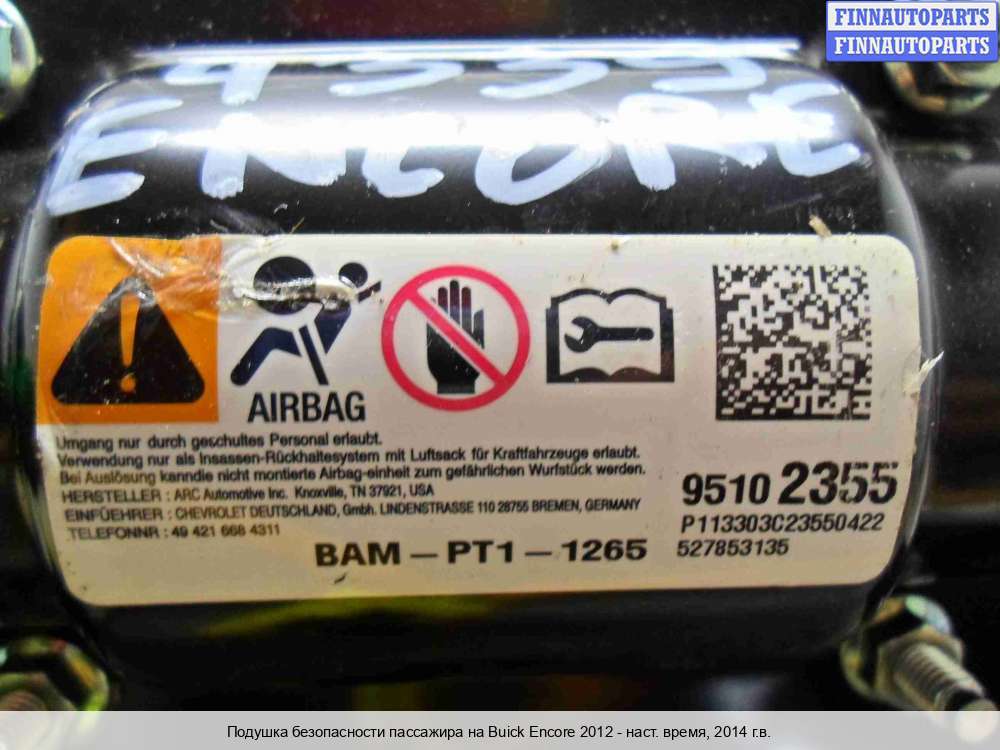 FINNAUTOPARTS
FINNAUTOPARTS
ENCORE
AIRBAG
Umgang nur durch geschultes Personal erlaubt.
Verwendung nur als Insassen-Rückhaltesystem mit Luftsack für Kraftfahrzeuge erlaubt.
Bei Auslösung kanndie nicht montierte Airbag-einheit zum gefährlichen Wurfstück werden.
HERSTELLER : ARC Automotive Inc. Knoxville, TN 37921, USA
EINFÜEHRER : CHEVROLET DEUTSCHLAND, Gmbh. LINDENSTRASSE 110 28755 BREMEN, GERMANY
TELEFONNR : 49 421 668 4311
BAM – PT1 – 1265
9510 2355
P113303C23550422
527853135
Подушка безопасности пассажира на Buick Encore 2012 - наст. время, 2014 г.в.